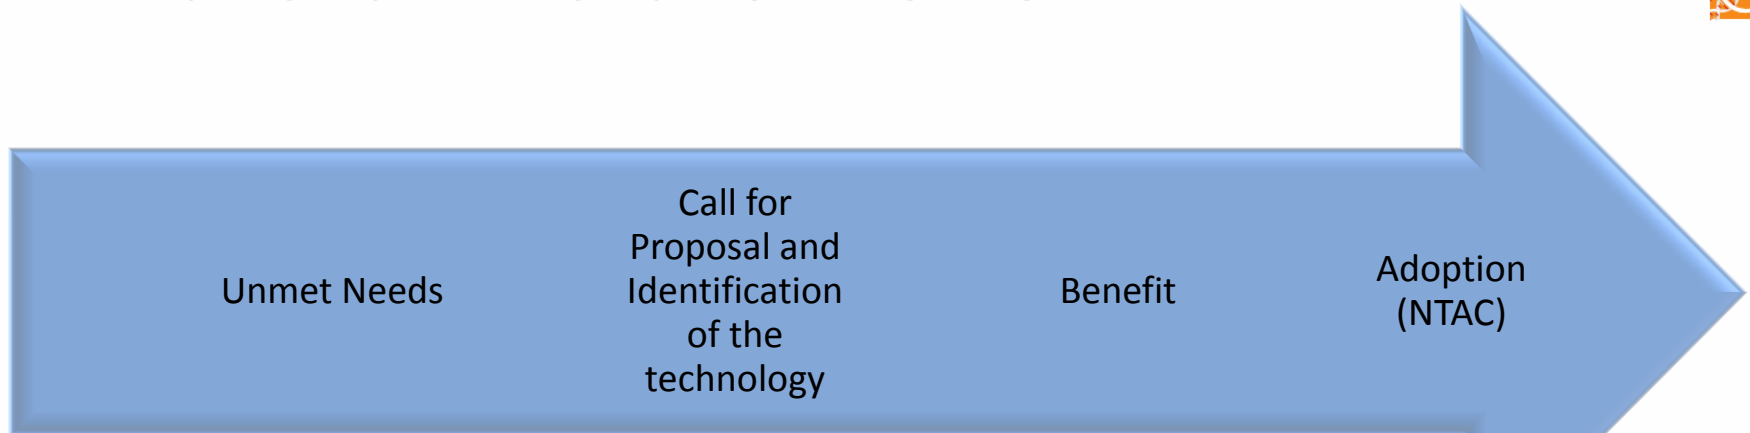 Unmet Needs
Call for
Proposal and
Identification
of the
technology
Benefit
Adoption
(NTAC)